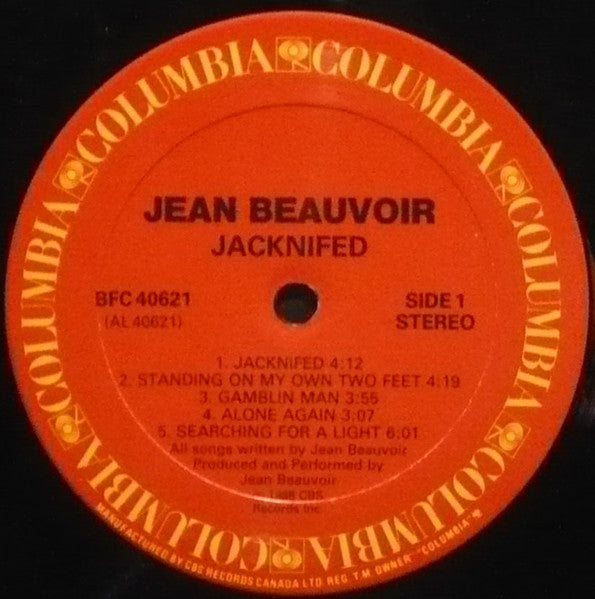 COLUMBIA COLUMBIA COLUMBIA COLUMBIA COLUMBIA COLUMBIA
JEAN BEAUVOIR
JACKNIFED
BFC 40621
(AL 40621)
SIDE 1
STEREO
1. JACKNIFED 4:12
2. STANDING ON MY OWN TWO FEET 4:19
3. GAMBLIN MAN 3:55
4. ALONE AGAIN 3:07
5. SEARCHING FOR A LIGHT 6:01
All songs written by Jean Beauvoir
Produced and Performed by
Jean Beauvoir
CBS
Records Inc.
MANUFACTURED BY CBS RECORDS CANADA LTD. REG. T.M. OWNER "COLUMBIA"